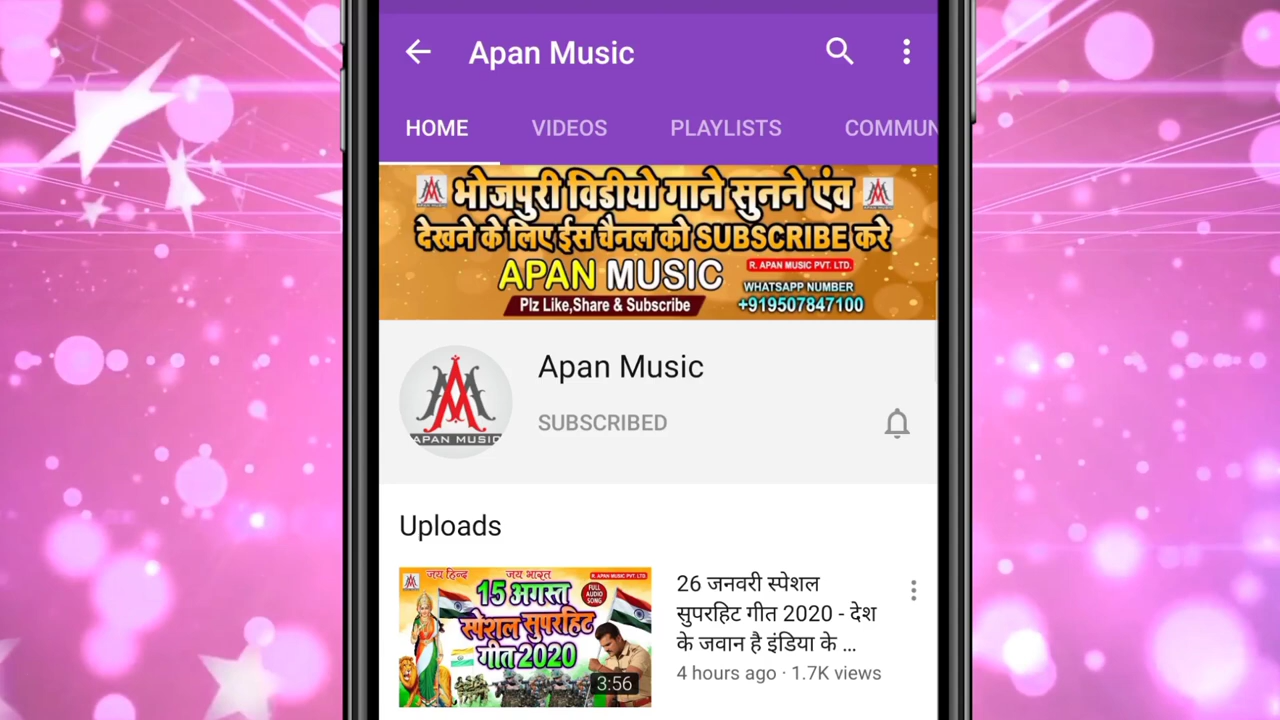 Apan Music
HOME VIDEOS PLAYLISTS COMMUN
भोजपुरी विडीयो गाने सुनने एंव
देखने के लिए ईस चैनल को SUBSCRIBE करे
APAN MUSIC
R. APAN MUSIC PVT. LTD.
Plz Like,Share & Subscribe
WHATSAPP NUMBER
+919507847100
APAN MUSIC
Apan Music
SUBSCRIBED
Uploads
जय हिन्द जय भारत
R. APAN MUSIC PVT. LTD
15 अगस्त
FULL
AUDIO
SONG
स्पेशल सुपरहिट
गीत 2020
3:56
26 जनवरी स्पेशल
सुपरहिट गीत 2020 - देश
के जवान है इंडिया के ...
4 hours ago · 1.7K views